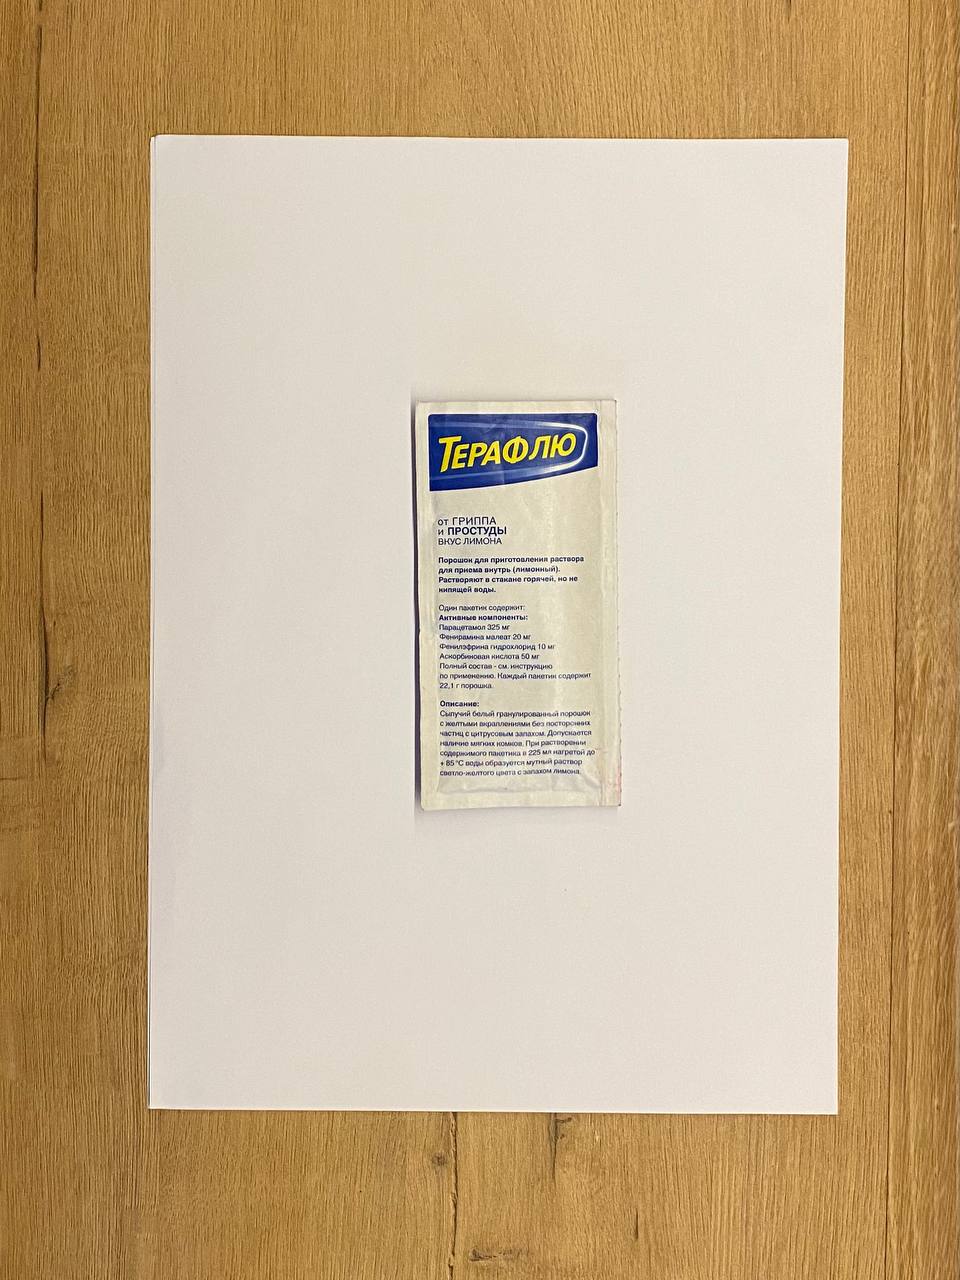 ТЕРАФЛЮ
от ГРИППА
и ПРОСТУДЫ
ВКУС ЛИМОНА
Порошок для приготовления раствора
для приема внутрь (лимонный).
Растворяют в стакане горячей, но не
кипящей воды.
Один пакетик содержит:
Активные компоненты:
Парацетамол 325 мг
Фенирамина малеат 20 мг
Фенилэфрина гидрохлорид 10 мг
Аскорбиновая кислота 50 мг
Полный состав - см. инструкцию
по применению. Каждый пакетик содержит
22,1 г порошка.
Описание:
Сыпучий белый гранулированный порошок
с желтыми вкраплениями без посторонних
частиц с цитрусовым запахом. Допускается
наличие мягких комков. При растворении
содержимого пакетика в 225 мл нагретой до
+ 85 °С воды образуется мутный раствор
светло-желтого цвета с запахом лимона.